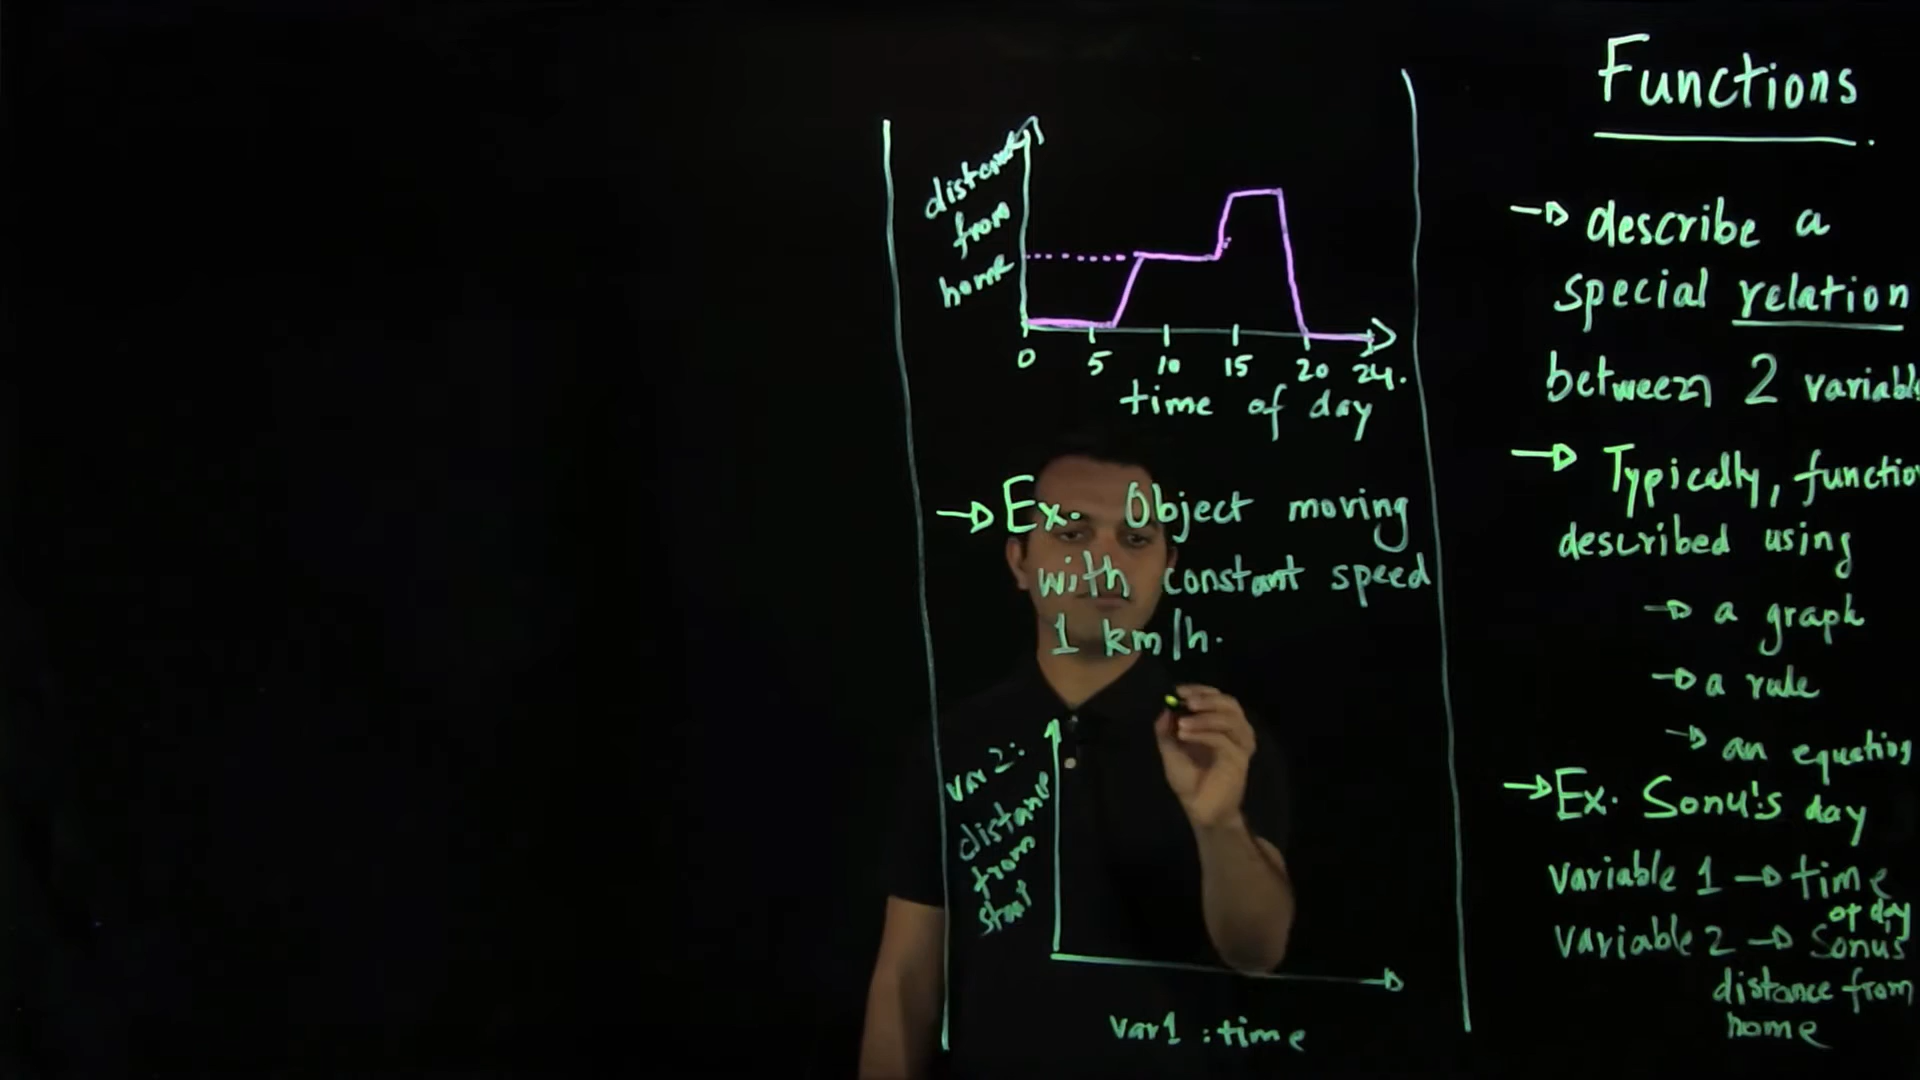 distance
from
home
0 5 10 15 20 24.
time of day
→ Ex. Object moving
with constant speed
1 km/h.
var 2:
distance
from
start
var1 : time
Functions
→ describe a
special relation
between 2 variabl
→ Typically, functio
described using
→ a graph
→ a rule
→ an equation
→ Ex. Sonu's day
variable 1 → time
of day
variable 2 → Sonus
distance from
home